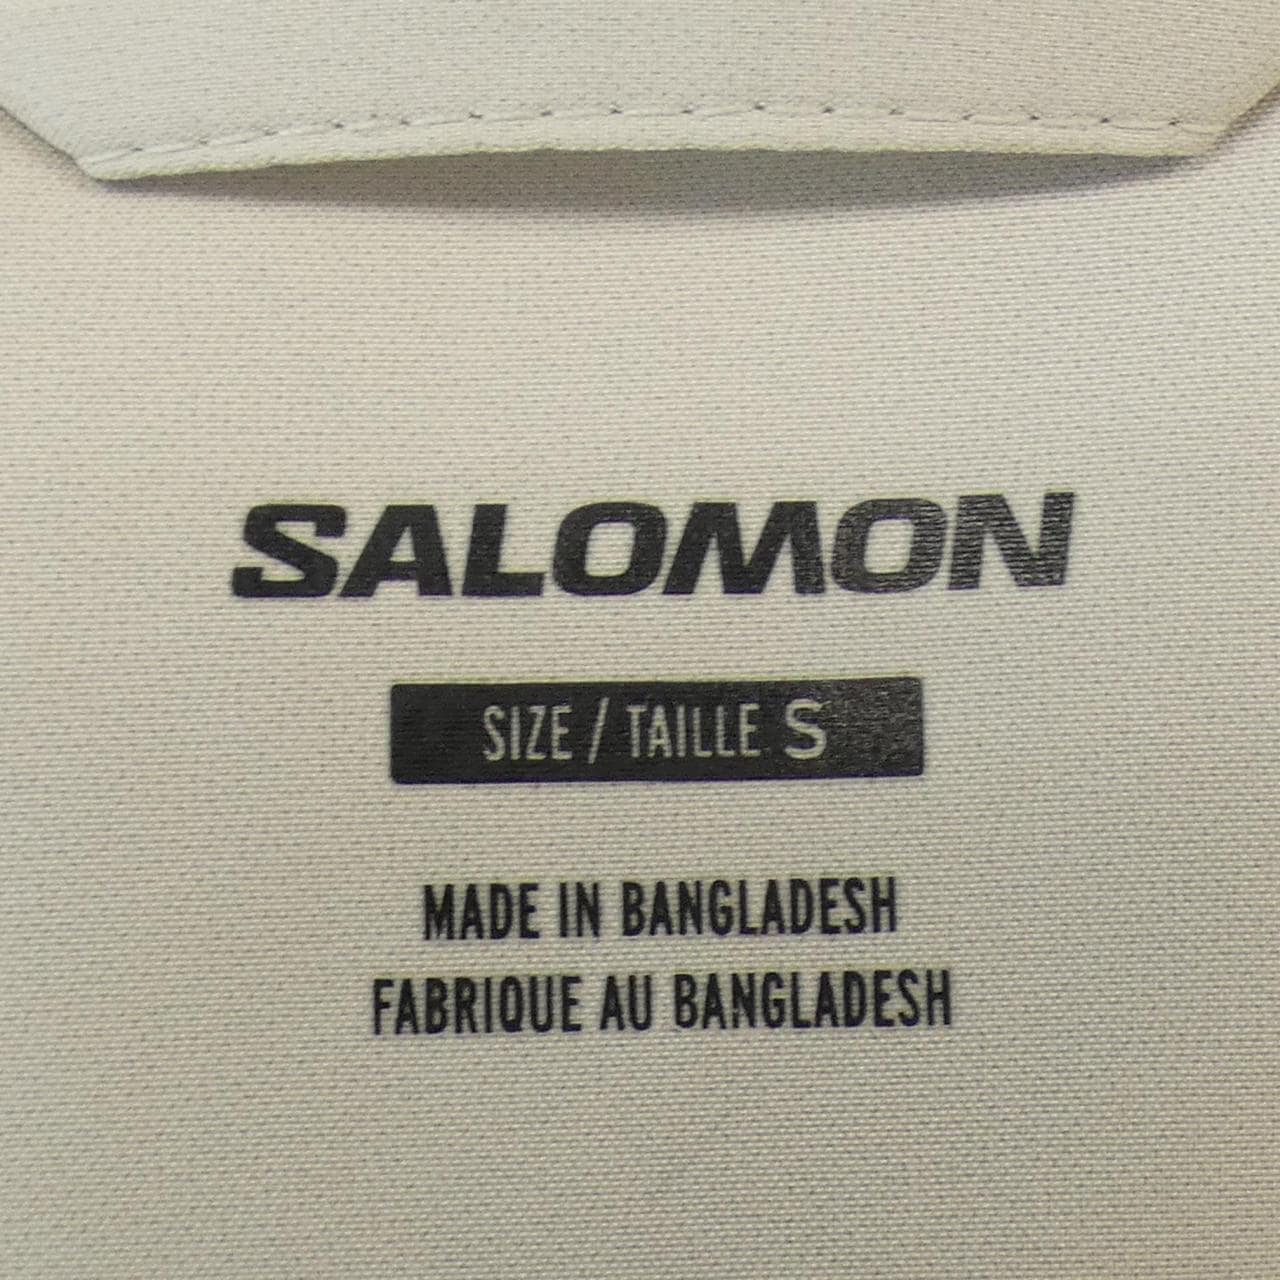 SALOMON
SIZE / TAILLE S
MADE IN BANGLADESH
FABRIQUE AU BANGLADESH